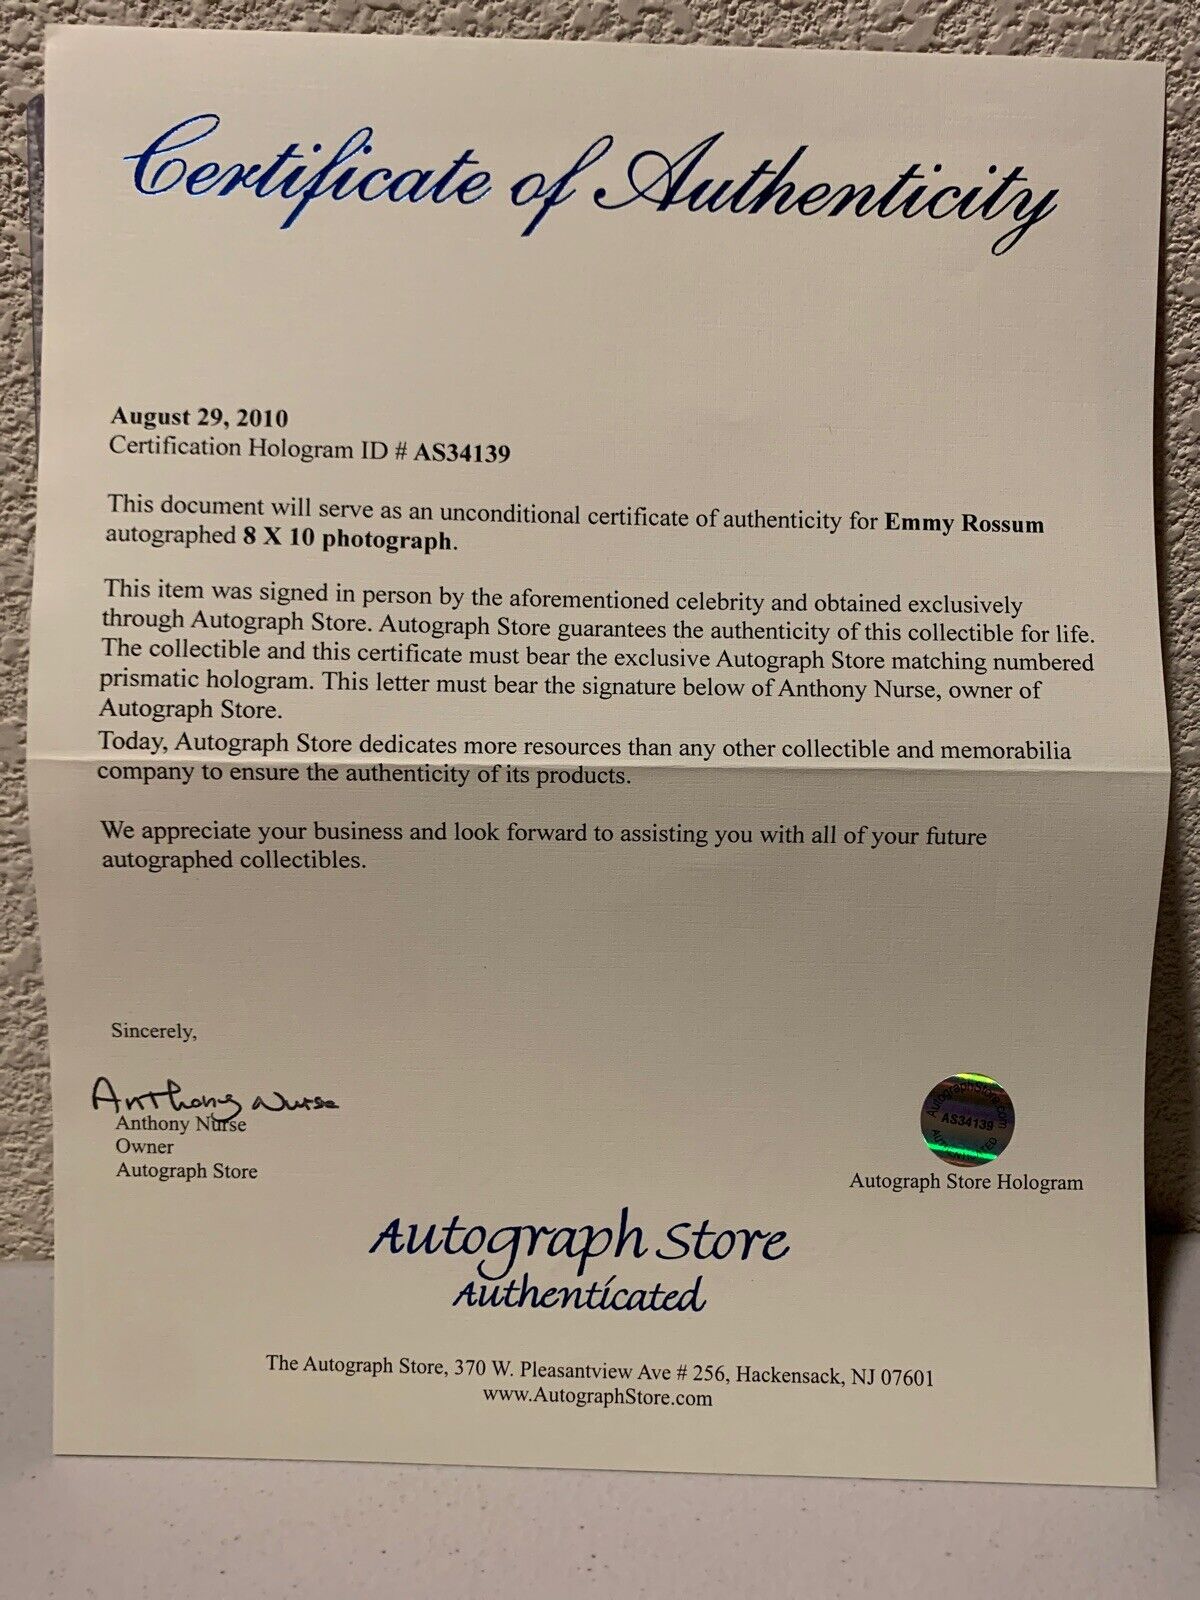 Certificate of Authenticity
August 29, 2010
Certification Hologram ID # AS34139
This document will serve as an unconditional certificate of authenticity for Emmy Rossum
autographed 8 X 10 photograph.
This item was signed in person by the aforementioned celebrity and obtained exclusively
through Autograph Store. Autograph Store guarantees the authenticity of this collectible for life.
The collectible and this certificate must bear the exclusive Autograph Store matching numbered
prismatic hologram. This letter must bear the signature below of Anthony Nurse, owner of
Autograph Store.
Today, Autograph Store dedicates more resources than any other collectible and memorabilia
company to ensure the authenticity of its products.
We appreciate your business and look forward to assisting you with all of your future
autographed collectibles.
Sincerely,
Anthony Nurse
Anthony Nurse
Owner
Autograph Store
AutographStore.com
AS34139
AUTHENTICATED
Autograph Store Hologram
Autograph Store
Authenticated
The Autograph Store, 370 W. Pleasantview Ave # 256, Hackensack, NJ 07601
www.AutographStore.com